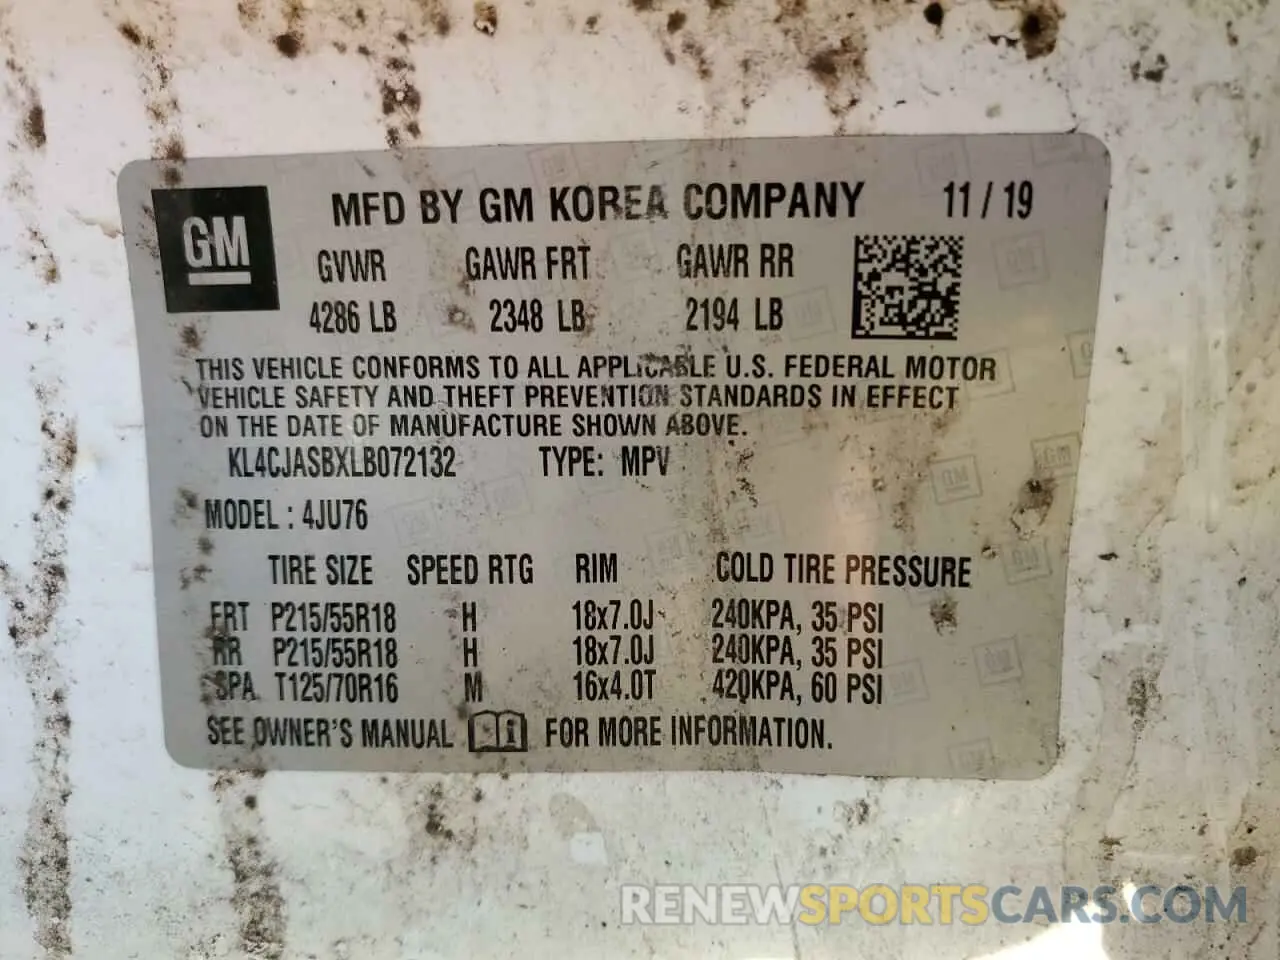 GM
MFD BY GM KOREA COMPANY 11 / 19
GVWR GAWR FRT GAWR RR
4286 LB 2348 LB 2194 LB
THIS VEHICLE CONFORMS TO ALL APPLICABLE U.S. FEDERAL MOTOR
VEHICLE SAFETY AND THEFT PREVENTION STANDARDS IN EFFECT
ON THE DATE OF MANUFACTURE SHOWN ABOVE.
KL4CJASBXLB072132 TYPE: MPV
MODEL : 4JU76
TIRE SIZE SPEED RTG RIM COLD TIRE PRESSURE
FRT P215/55R18 H 18x7.0J 240KPA, 35 PSI
RR P215/55R18 H 18x7.0J 240KPA, 35 PSI
SPA T125/70R16 M 16x4.0T 420KPA, 60 PSI
SEE OWNER'S MANUAL i FOR MORE INFORMATION.
RENEWSPORTSCARS.COM